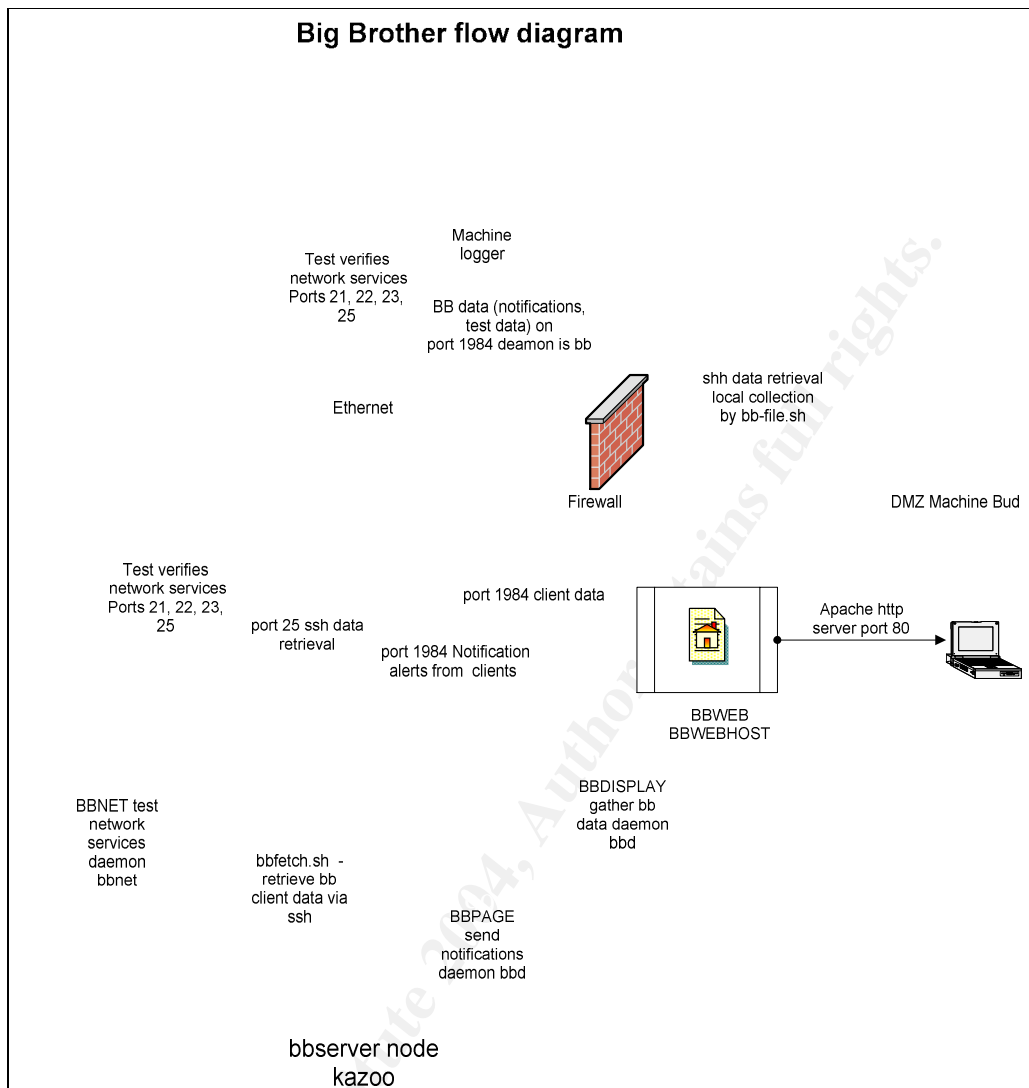 Big Brother flow diagram
Machine
logger
Test verifies
network services
Ports 21, 22, 23,
25
BB data (notifications,
test data) on
port 1984 deamon is bb
shh data retrieval
local collection
by bb-file.sh
Ethernet
Firewall
DMZ Machine Bud
Test verifies
network services
Ports 21, 22, 23,
25
port 25 ssh data
retrieval
port 1984 client data
port 1984 Notification
alerts from clients
Apache http
server port 80
BBWEB
BBWEBHOST
BBDISPLAY
gather bb
data daemon
bbd
BBNET test
network
services
daemon
bbnet
bbfetch.sh -
retrieve bb
client data via
ssh
BBPAGE
send
notifications
daemon bbd
bbserver node
kazoo
2004, Author full rights.